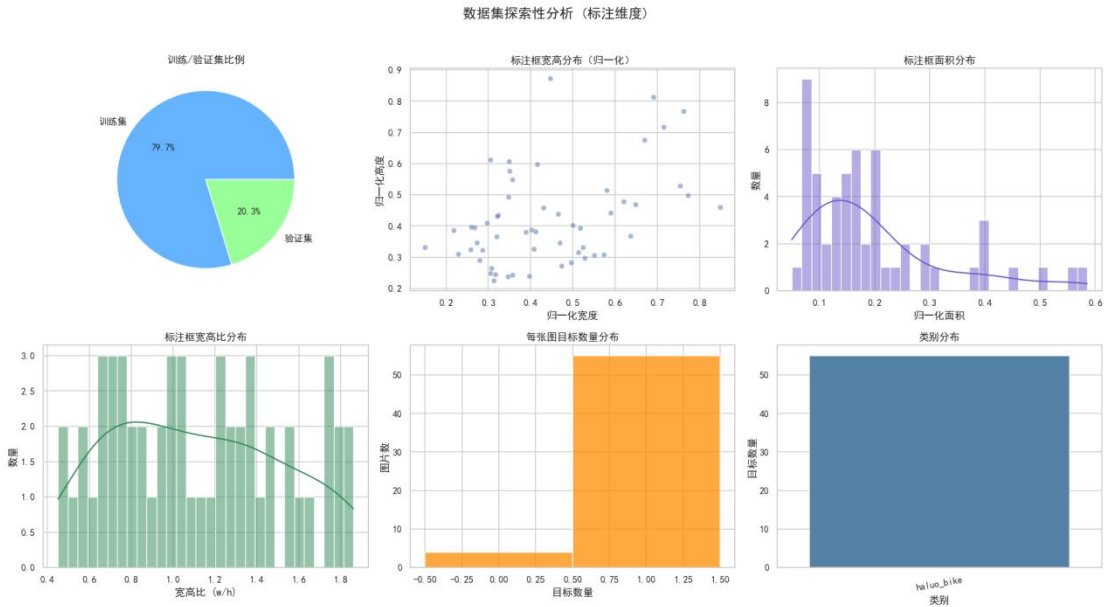 数据集探索性分析 (标注维度)
训练/验证集比例
训练集
79.7%
20.3%
验证集
标注框宽高分布 (归一化)
归一化高度
0.9
0.8
0.7
0.6
0.5
0.4
0.3
0.2
0.2 0.3 0.4 0.5 0.6 0.7 0.8
归一化宽度
标注框面积分布
数量
8
6
4
2
0
0.1 0.2 0.3 0.4 0.5 0.6
归一化面积
标注框宽高比分布
数量
3.0
2.5
2.0
1.5
1.0
0.5
0.0
0.4 0.6 0.8 1.0 1.2 1.4 1.6 1.8
宽高比 (w/h)
每张图目标数量分布
图片数
50
40
30
20
10
0
−0.50 −0.25 0.00 0.25 0.50 0.75 1.00 1.25 1.50
目标数量
类别分布
目标数量
50
40
30
20
10
0
haluo_bike
类别